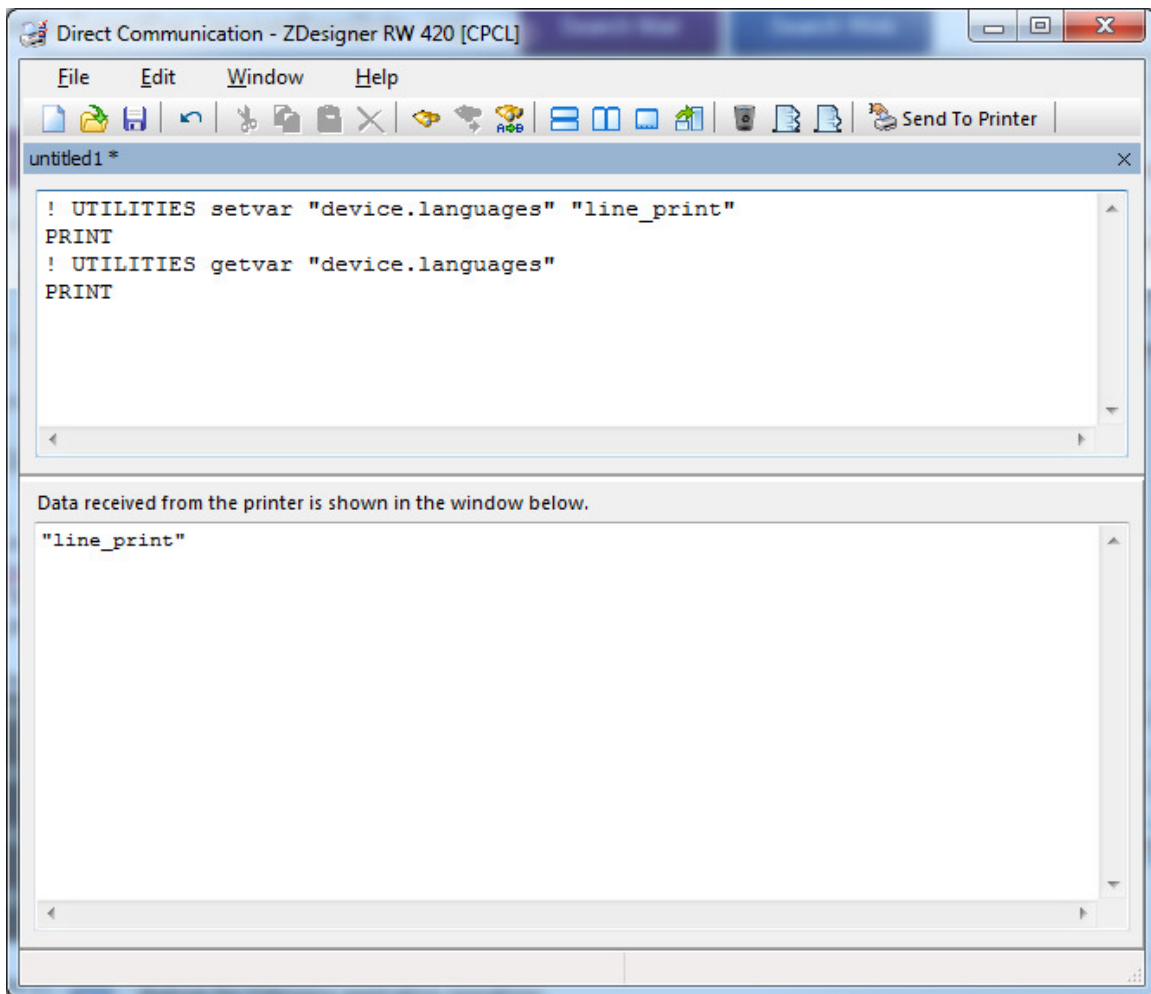 Direct Communication - ZDesigner RW 420 [CPCL]
File Edit Window Help
A B Send To Printer
untitled1 *
! UTILITIES setvar "device.languages" "line_print"
PRINT
! UTILITIES getvar "device.languages"
PRINT
Data received from the printer is shown in the window below.
"line_print"